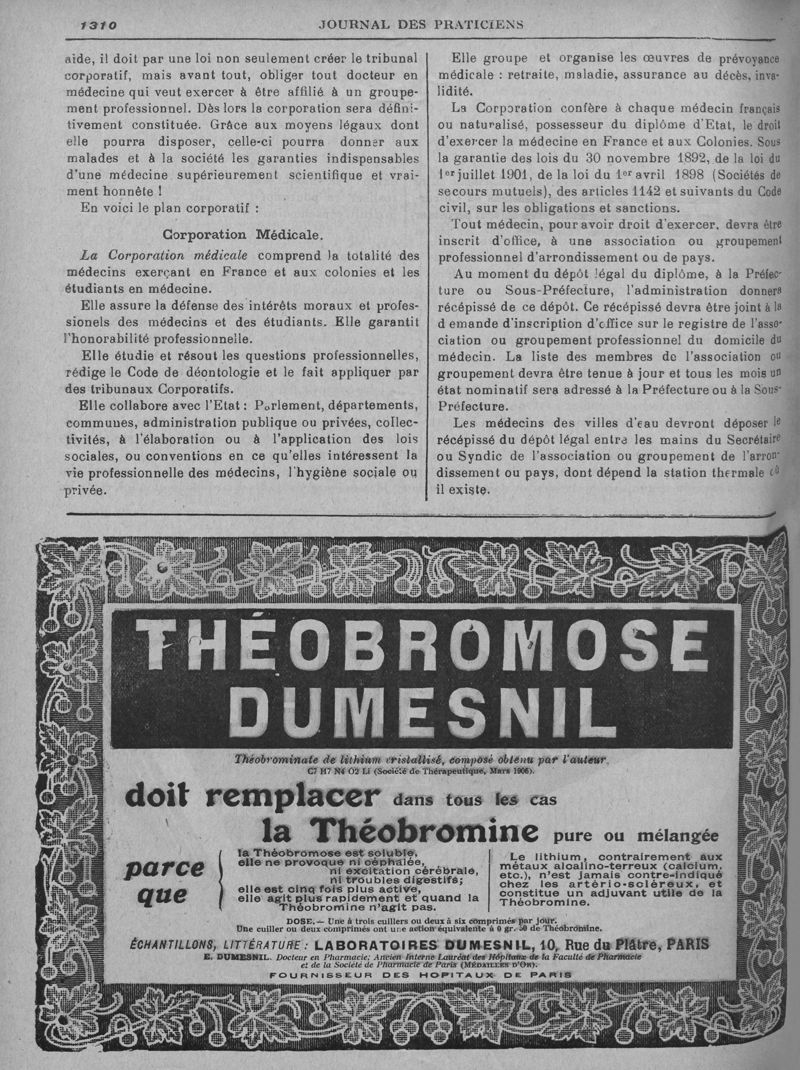 1310
JOURNAL DES PRATICIENS
aide, il doit par une loi non seulement créer le tribunal
corporatif, mais avant tout, obliger tout docteur en
médecine qui veut exercer à être affilié à un groupe-
ment professionnel. Dès lors la corporation sera défini-
tivement constituée. Grâce aux moyens légaux dont
elle pourra disposer, celle-ci pourra donner aux
malades et à la société les garanties indispensables
d'une médecine supérieurement scientifique et vrai-
ment honnête !
En voici le plan corporatif :
Corporation Médicale.
La Corporation médicale comprend la totalité des
médecins exerçant en France et aux colonies et les
étudiants en médecine.
Elle assure la défense des intérêts moraux et profes-
sionels des médecins et des étudiants. Elle garantit
l'honorabilité professionnelle.
Elle étudie et résout les questions professionnelles,
rédige le Code de déontologie et le fait appliquer par
des tribunaux Corporatifs.
Elle collabore avec l'Etat : Porlement, départements,
communes, administration publique ou privées, collec-
tivités, à l'élaboration ou à l'application des lois
sociales, ou conventions en ce qu'elles intéressent la
vie professionnelle des médecins, l'hygiène sociale ou
privée.
Elle groupe et organise les œuvres de prévoyance
médicale : retraite, maladie, assurance au décès, inva-
lidité.
La Corporation confère à chaque médecin français
ou naturalisé, possesseur du diplôme d'Etat, le droit
d'exercer la médecine en France et aux Colonies. Sous
la garantie des lois du 30 novembre 1892, de la loi du
1er juillet 1901, de la loi du 1er avril 1898 (Sociétés de
secours mutuels), des articles 1142 et suivants du Code
civil, sur les obligations et sanctions.
Tout médecin, pour avoir droit d'exercer, devra être
inscrit d'office, à une association ou groupement
professionnel d'arrondissement ou de pays.
Au moment du dépôt légal du diplôme, à la Préfec-
ture ou Sous-Préfecture, l'administration donnera
récépissé de ce dépôt. Ce récépissé devra être joint à la
d emande d'inscription d'office sur le registre de l'asso-
ciation ou groupement professionnel du domicile du
médecin. La liste des membres de l'association ou
groupement devra être tenue à jour et tous les mois un
état nominatif sera adressé à la Préfecture ou à la Sous-
Préfecture.
Les médecins des villes d'eau devront déposer le
récépissé du dépôt légal entre les mains du Secrétaire
ou Syndic de l'association ou groupement de l'arron-
dissement ou pays, dont dépend la station thermale où
il existe.
THÉOBROMOSE
DUMESNIL
Théobrominate de lithium cristallisé, composé obtenu par l'auteur.
C7 H7 N4 O2 Li (Société de Thérapeutique, Mars 1906).
doit remplacer dans tous les cas
la Théobromine pure ou mélangée
parce
que
la Théobromose est soluble,
elle ne provoque ni céphalée,
ni excitation cérébrale,
ni troubles digestifs;
elle est cinq fois plus active,
elle agit plus rapidement et quand la
Théobromine n'agit pas.
Le lithium, contrairement aux
métaux alcalino-terreux (calcium,
etc.), n'est jamais contre-indiqué
chez les artério-scléreux, et
constitue un adjuvant utile de la
Théobromine.
DOSE. — Une à trois cuillers ou deux à six comprimés par jour.
Une cuiller ou deux comprimés ont une action équivalente à 0 gr. 50 de Théobromine.
ÉCHANTILLONS, LITTÉRATURE : LABORATOIRES DUMESNIL, 10, Rue du Plâtre, PARIS
E. DUMESNIL. Docteur en Pharmacie, Ancien Interne Lauréat des Hôpitaux de la Faculté de Pharmacie
et de la Société de Pharmacie de Paris (MÉDAILLES D'OR).
FOURNISSEUR DES HOPITAUX DE PARIS